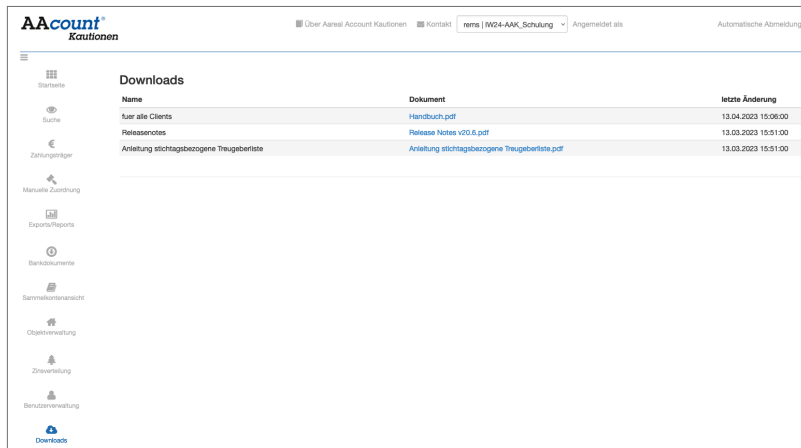 AAcount®
Kautionen
Über Aareal Account Kautionen
Kontakt
rems | IW24-AAK_Schulung
Angemeldet als
Automatische Abmeldung
Startseite
Suche
Zahlungsträger
Manuelle Zuordnung
Exports/Reports
Bankdokumente
Sammelkontenansicht
Objektverwaltung
Zinsverteilung
Benutzerverwaltung
Downloads
Downloads
Name Dokument letzte Änderung
fuer alle Clients Handbuch.pdf 13.04.2023 15:06:00
Releasenotes Release Notes v20.6.pdf 13.03.2023 15:51:00
Anleitung stichtagsbezogene Treugeberliste Anleitung stichtagsbezogene Treugeberliste.pdf 13.03.2023 15:51:00